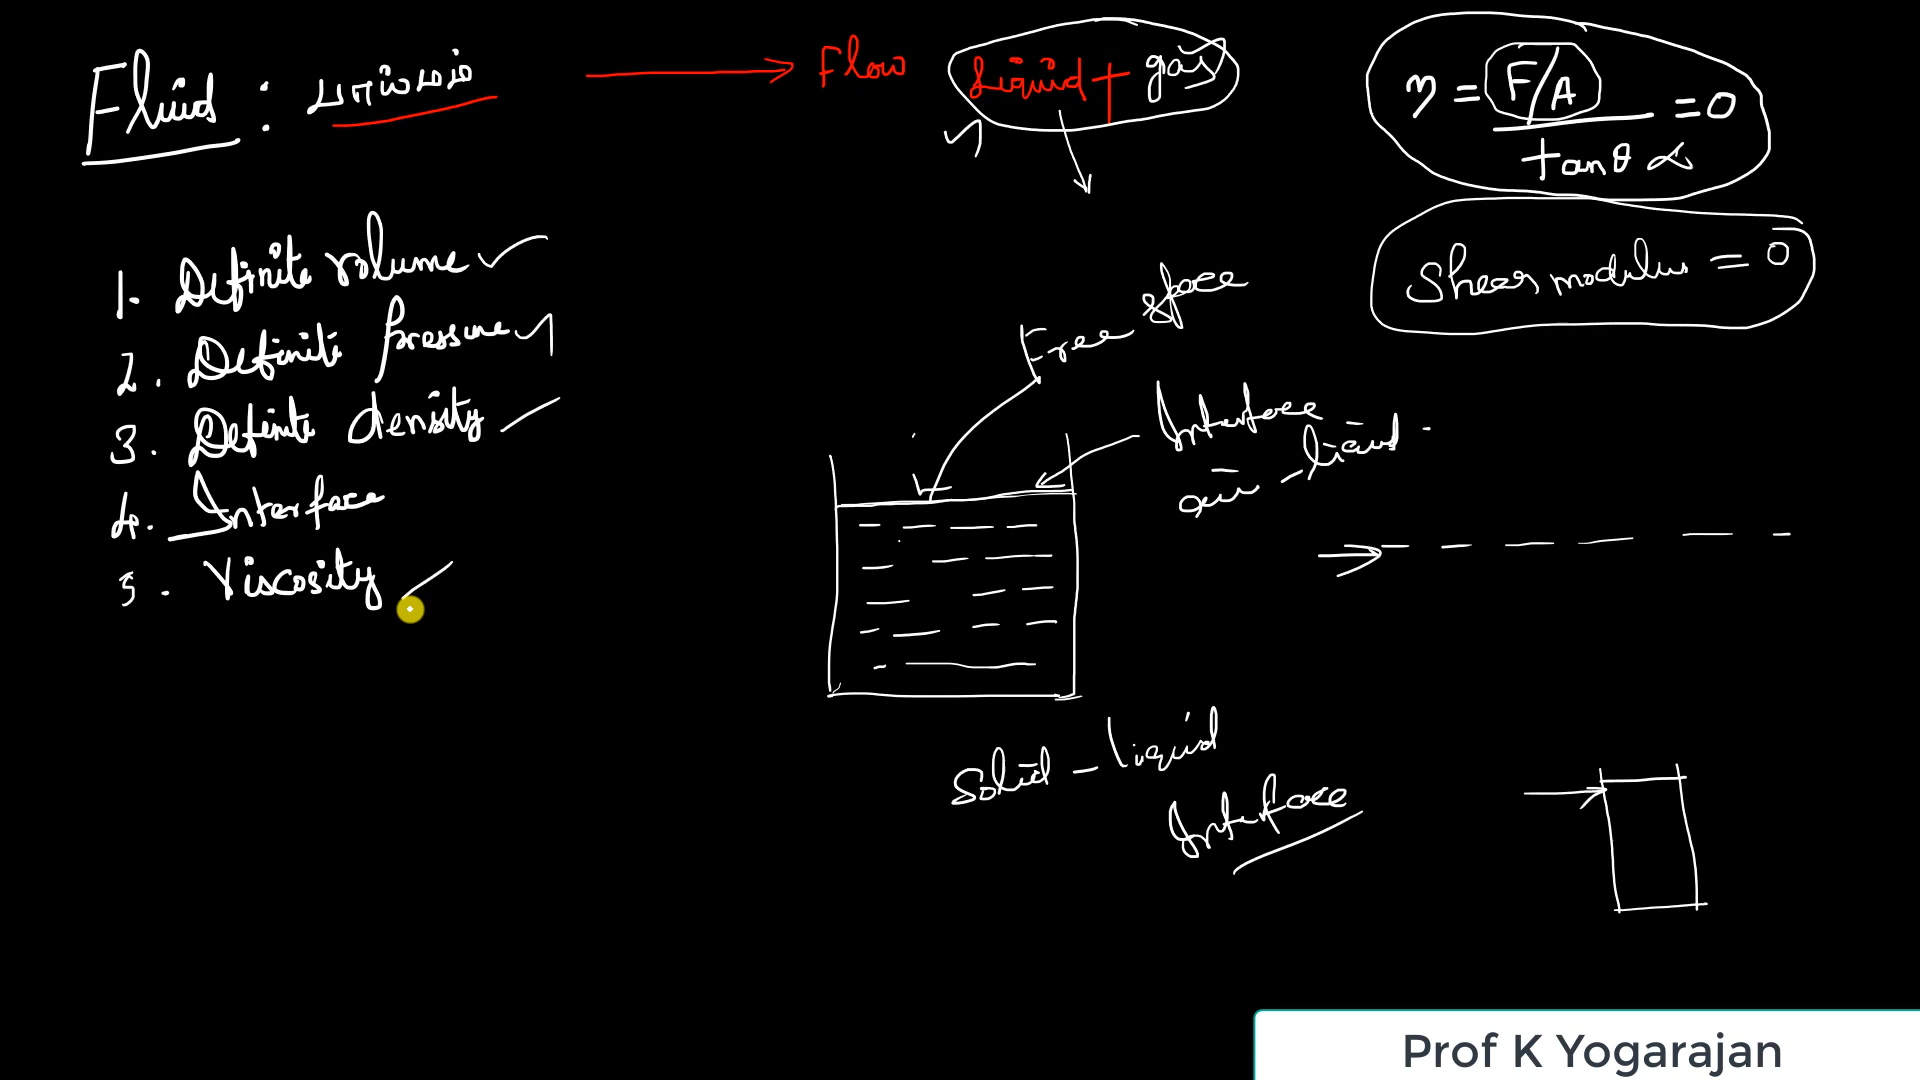 Fluid : பாய்மம் → Flow Liquid + gas
η = F/A / tanθ α = 0
Shear modulus = 0
1. Definite volume ✓
2. Definite Pressure ✓
3. Definite density
4. Interface
5. Viscosity
Free space
Interface
air - liquid
Solid - liquid
Interface
Prof K Yogarajan